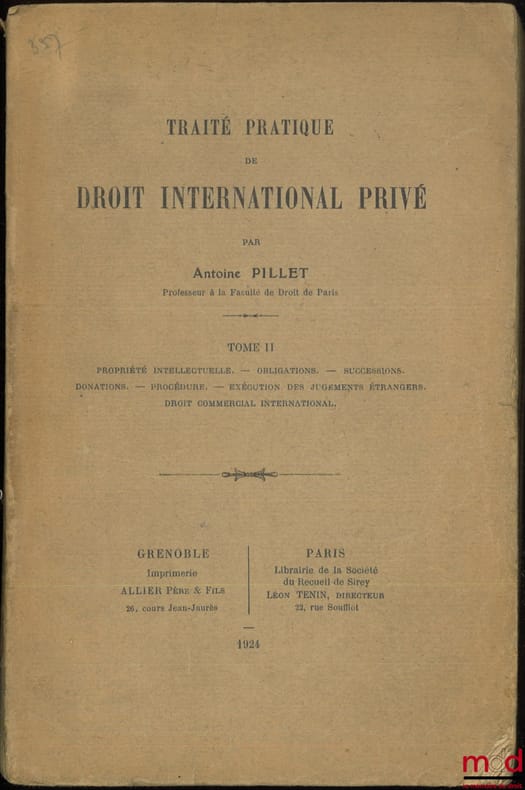 397
TRAITÉ PRATIQUE
DE
DROIT INTERNATIONAL PRIVÉ
PAR
Antoine PILLET
Professeur à la Faculté de Droit de Paris
TOME II
PROPRIÉTÉ INTELLECTUELLE. — OBLIGATIONS. — SUCCESSIONS.
DONATIONS. — PROCÉDURE. — EXÉCUTION DES JUGEMENTS ÉTRANGERS.
DROIT COMMERCIAL INTERNATIONAL.
GRENOBLE
Imprimerie
ALLIER PÈRE & FILS
26, cours Jean-Jaurès
PARIS
Librairie de la Société
du Recueil de Sirey
LÉON TENIN, DIRECTEUR
22, rue Soufflot
1924
mod